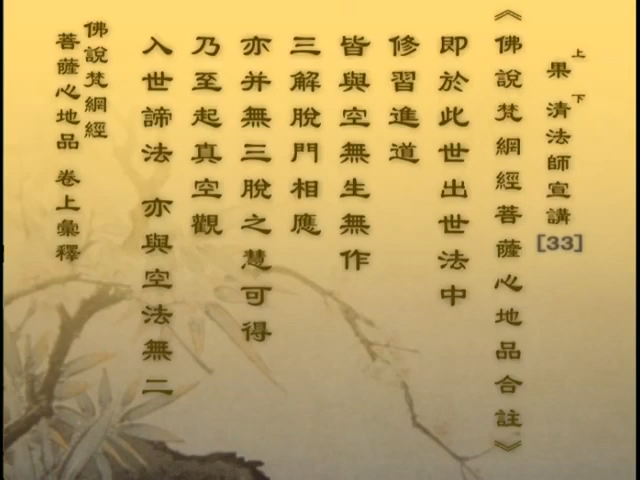 上果下清法師宣講
[33]
《佛說梵網經菩薩心地品合註》
即於此世出世法中
修習進道
皆與空無生無作
三解脫門相應
亦并無三脫之慧可得
乃至起真空觀
入世諦法 亦與空法無二
佛說梵網經
菩薩心地品 卷上彙釋